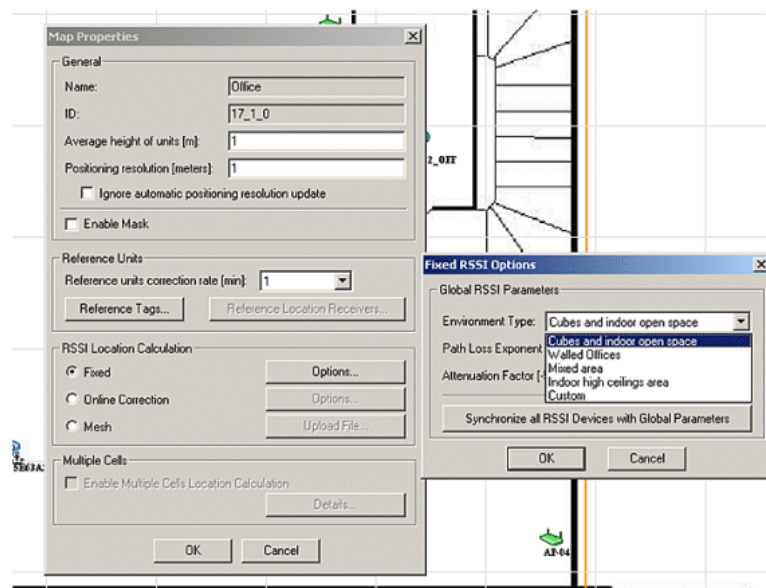 Map Properties
General
Name: Office
ID: 17_1_0
Average height of units [m]: 1
Positioning resolution [meters]: 1
Ignore automatic positioning resolution update
Enable Mask
Reference Units
Reference units correction rate [min]: 1
Reference Tags... Reference Location Receivers...
RSSI Location Calculation
Fixed Options...
Online Correction Options...
Mesh Upload File...
Multiple Cells
Enable Multiple Cells Location Calculation
Details...
OK Cancel
2_OFF
Fixed RSSI Options
Global RSSI Parameters
Environment Type: Cubes and indoor open space
Cubes and indoor open space
Path Loss Exponent
Walled Offices
Mixed area
Attenuation Factor [-
Indoor high ceilings area
Custom
Synchronize all RSSI Devices with Global Parameters
OK Cancel
AP-04